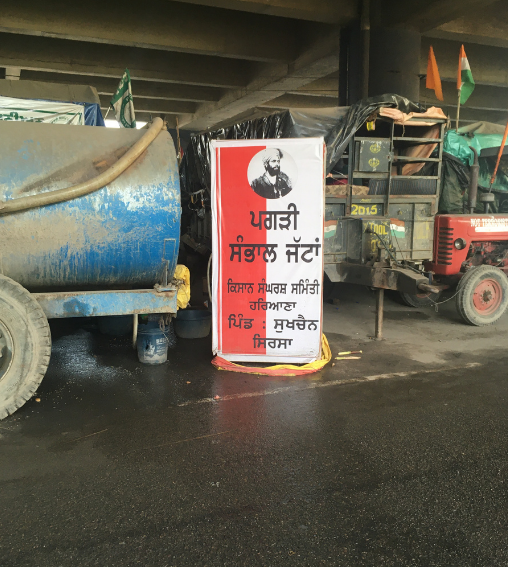 ਪਗੜੀ
ਸੰਭਾਲ ਜੱਟਾਂ
ਕਿਸਾਨ ਸੰਘਰਸ਼ ਸਮਿਤੀ
ਹਰਿਆਣਾ
ਪਿੰਡ : ਸੁਖਚੈਨ
ਸਿਰਸਾ
2015